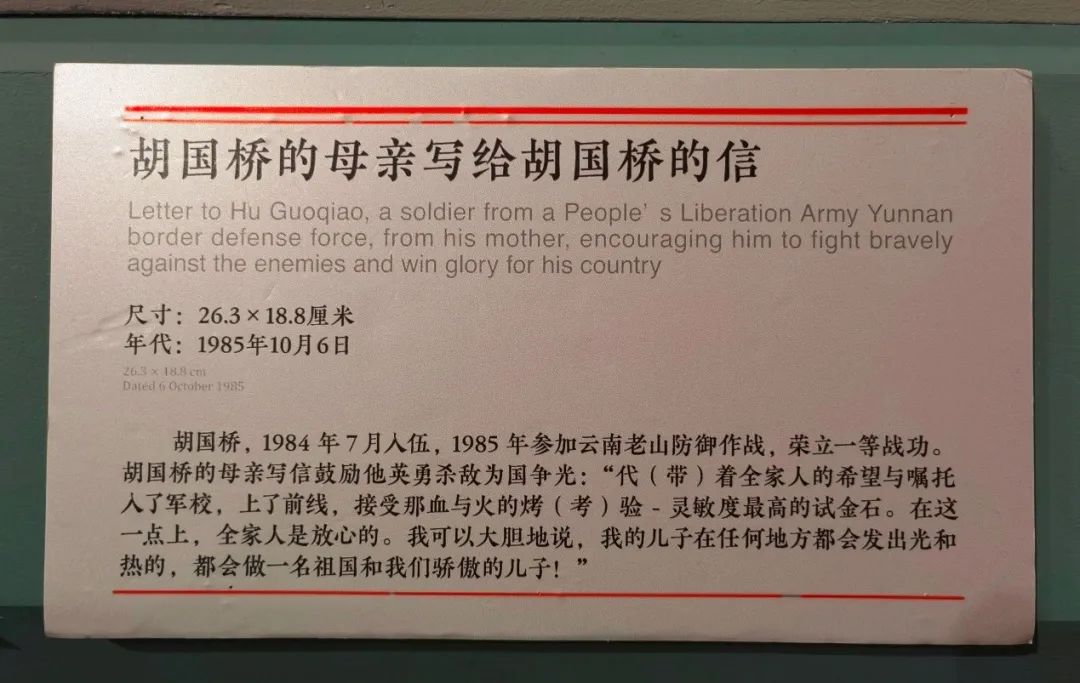 胡国桥的母亲写给胡国桥的信
Letter to Hu Guoqiao, a soldier from a People’ s Liberation Army Yunnan
border defense force, from his mother, encouraging him to fight bravely
against the enemies and win glory for his country
尺寸：26.3×18.8厘米
年代：1985年10月6日
26.3 × 18.8 cm
Dated 6 October 1985
胡国桥，1984 年 7 月入伍，1985 年参加云南老山防御作战，荣立一等战功。
胡国桥的母亲写信鼓励他英勇杀敌为国争光：“代（带）着全家人的希望与嘱托
入了军校，上了前线，接受那血与火的烤（考）验 - 灵敏度最高的试金石。在这
一点上，全家人是放心的。我可以大胆地说，我的儿子在任何地方都会发出光和
热的，都会做一名祖国和我们骄傲的儿子！”